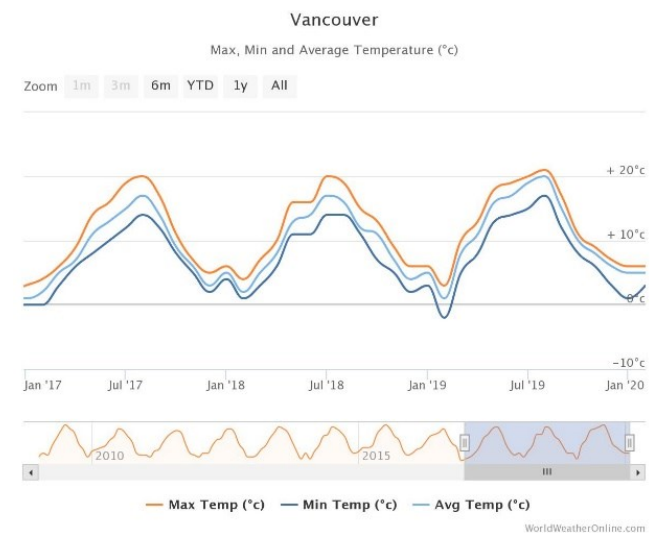 Vancouver
Max, Min and Average Temperature (°c)
Zoom 1m 3m 6m YTD 1y All
+ 20°c
+ 10°c
0°c
−10°c
Jan '17 Jul '17 Jan '18 Jul '18 Jan '19 Jul '19 Jan '20
2010 2015
Max Temp (°c) Min Temp (°c) Avg Temp (°c)
WorldWeatherOnline.com